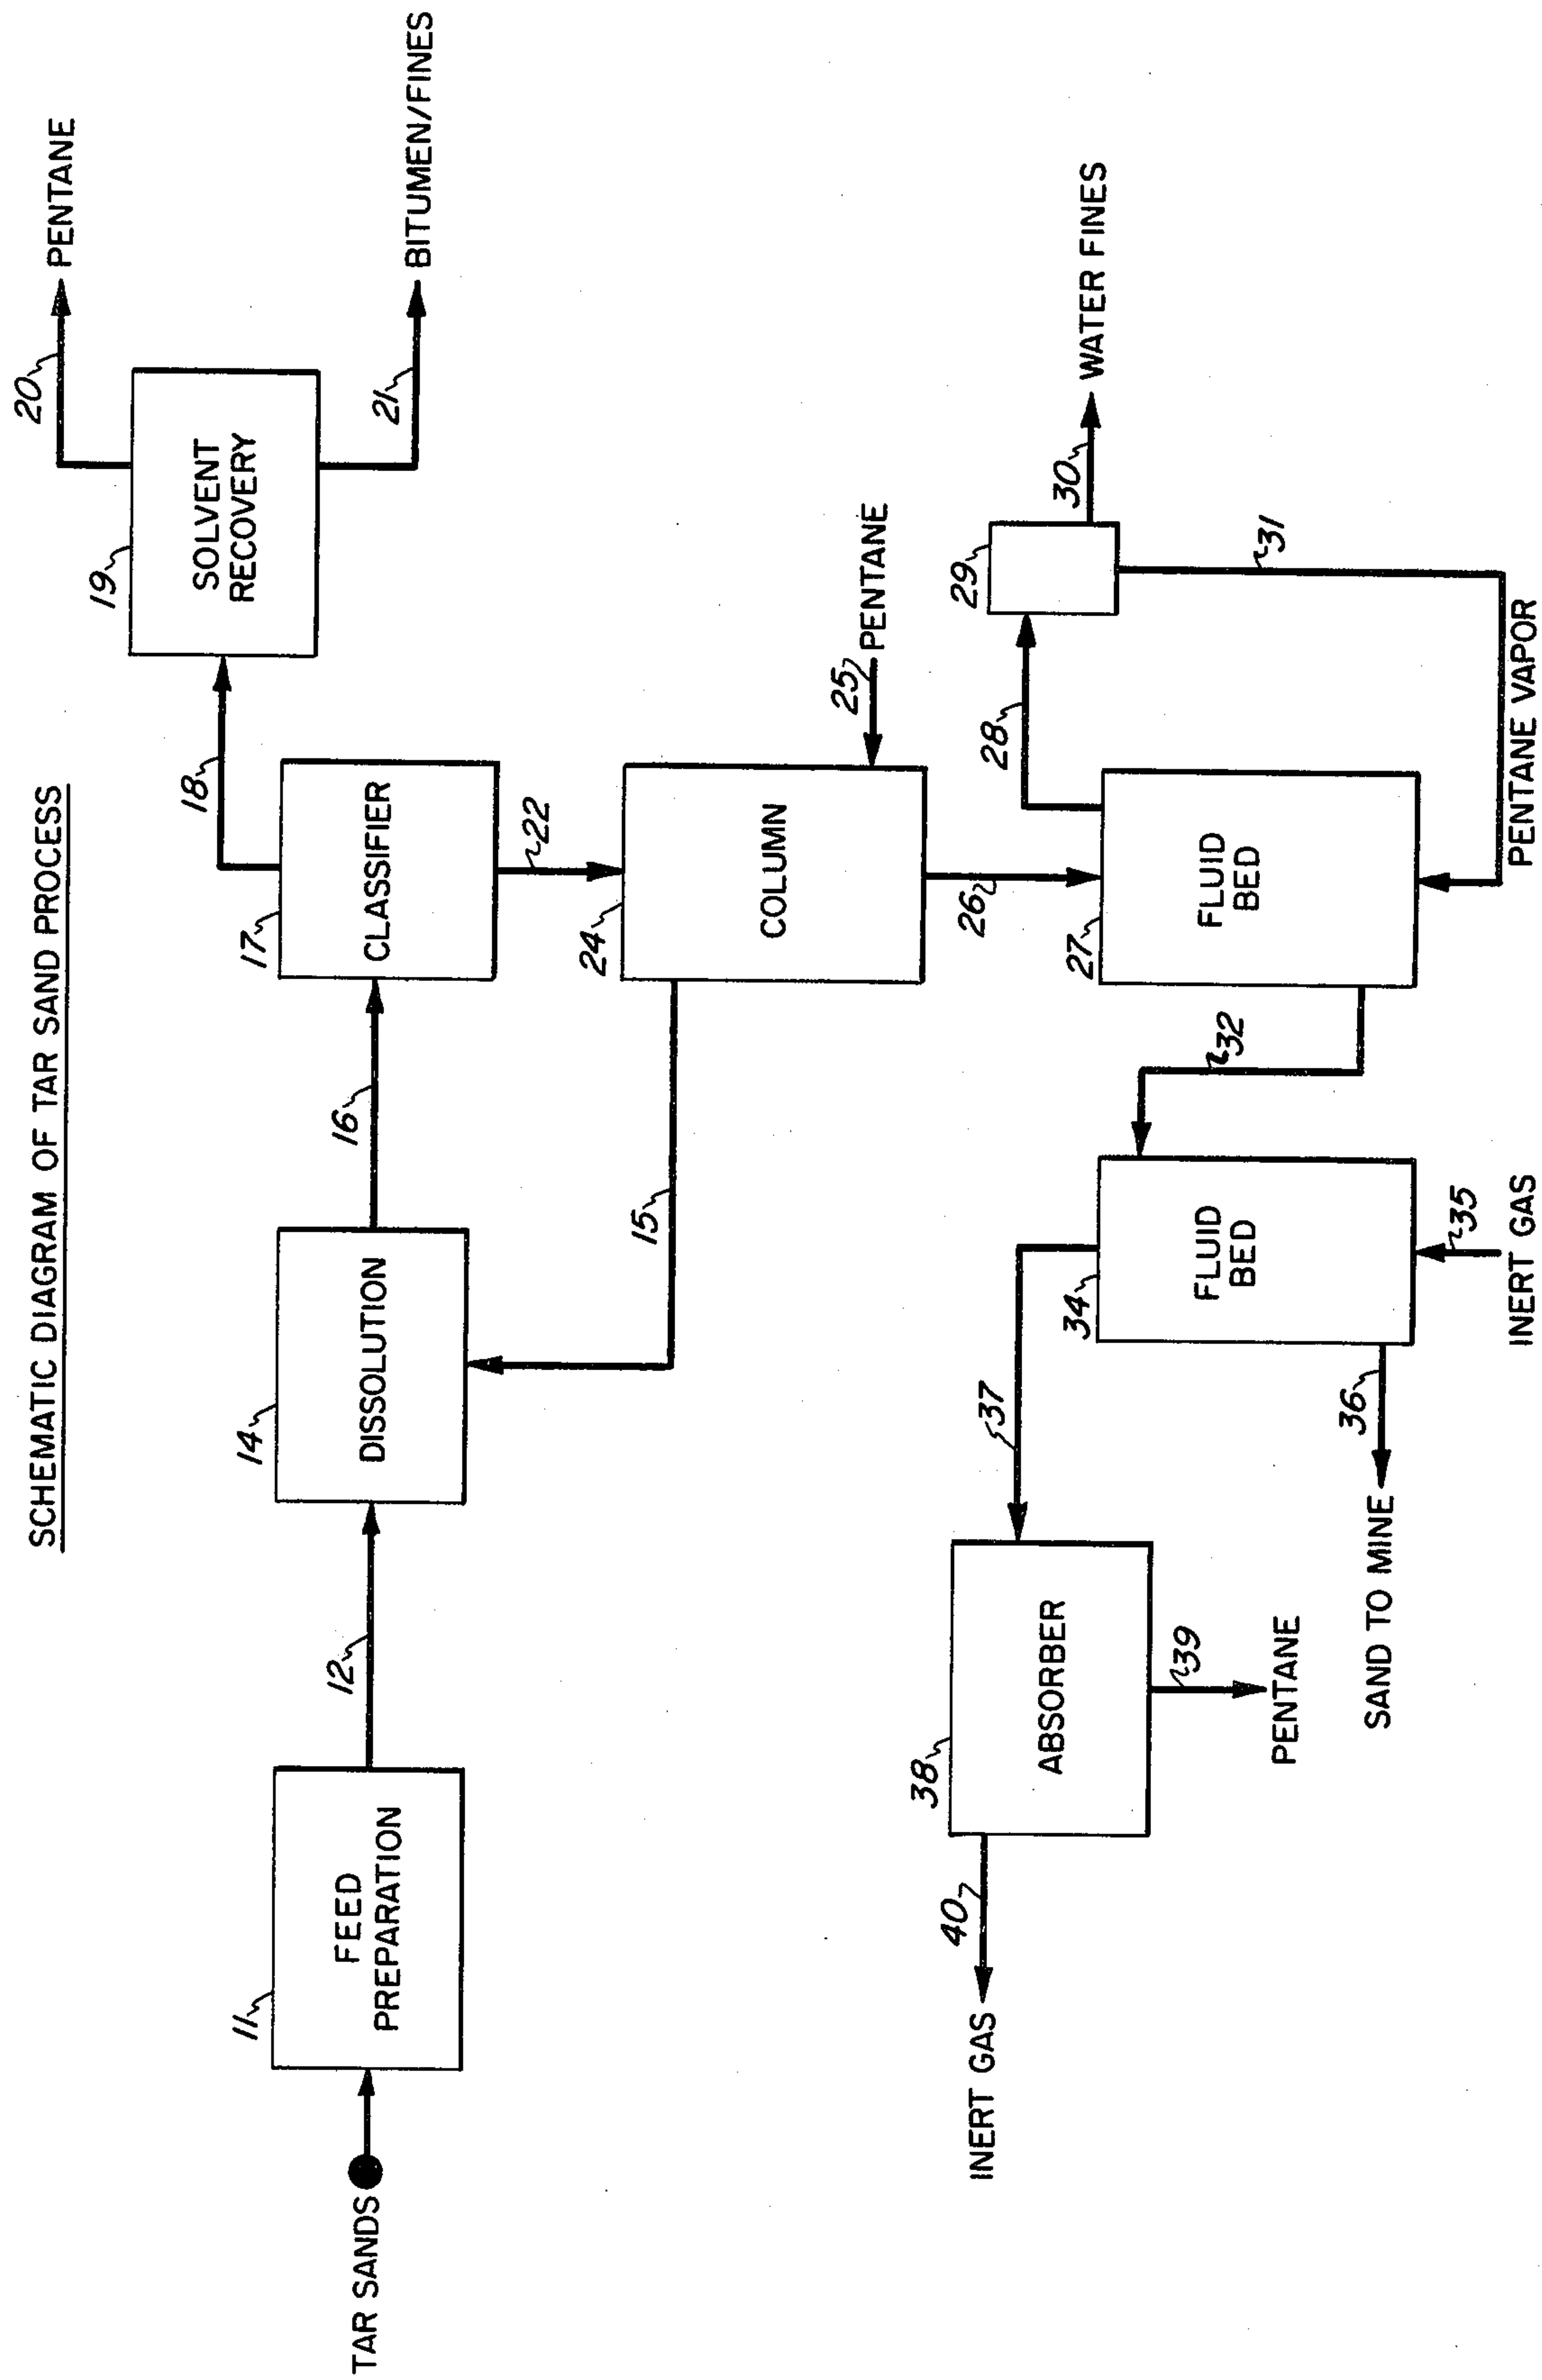 SCHEMATIC DIAGRAM OF TAR SAND PROCESS
20
PENTANE
19
SOLVENT
RECOVERY
21
BITUMEN/FINES
18
TAR SANDS
11
FEED
PREPARATION
12
14
DISSOLUTION
16
17
CLASSIFIER
22
15
24
COLUMN
25
PENTANE
26
28
29
30
WATER FINES
27
FLUID
BED
31
PENTANE VAPOR
32
34
FLUID
BED
35
INERT GAS
36
SAND TO MINE
37
38
ABSORBER
39
PENTANE
40
INERT GAS